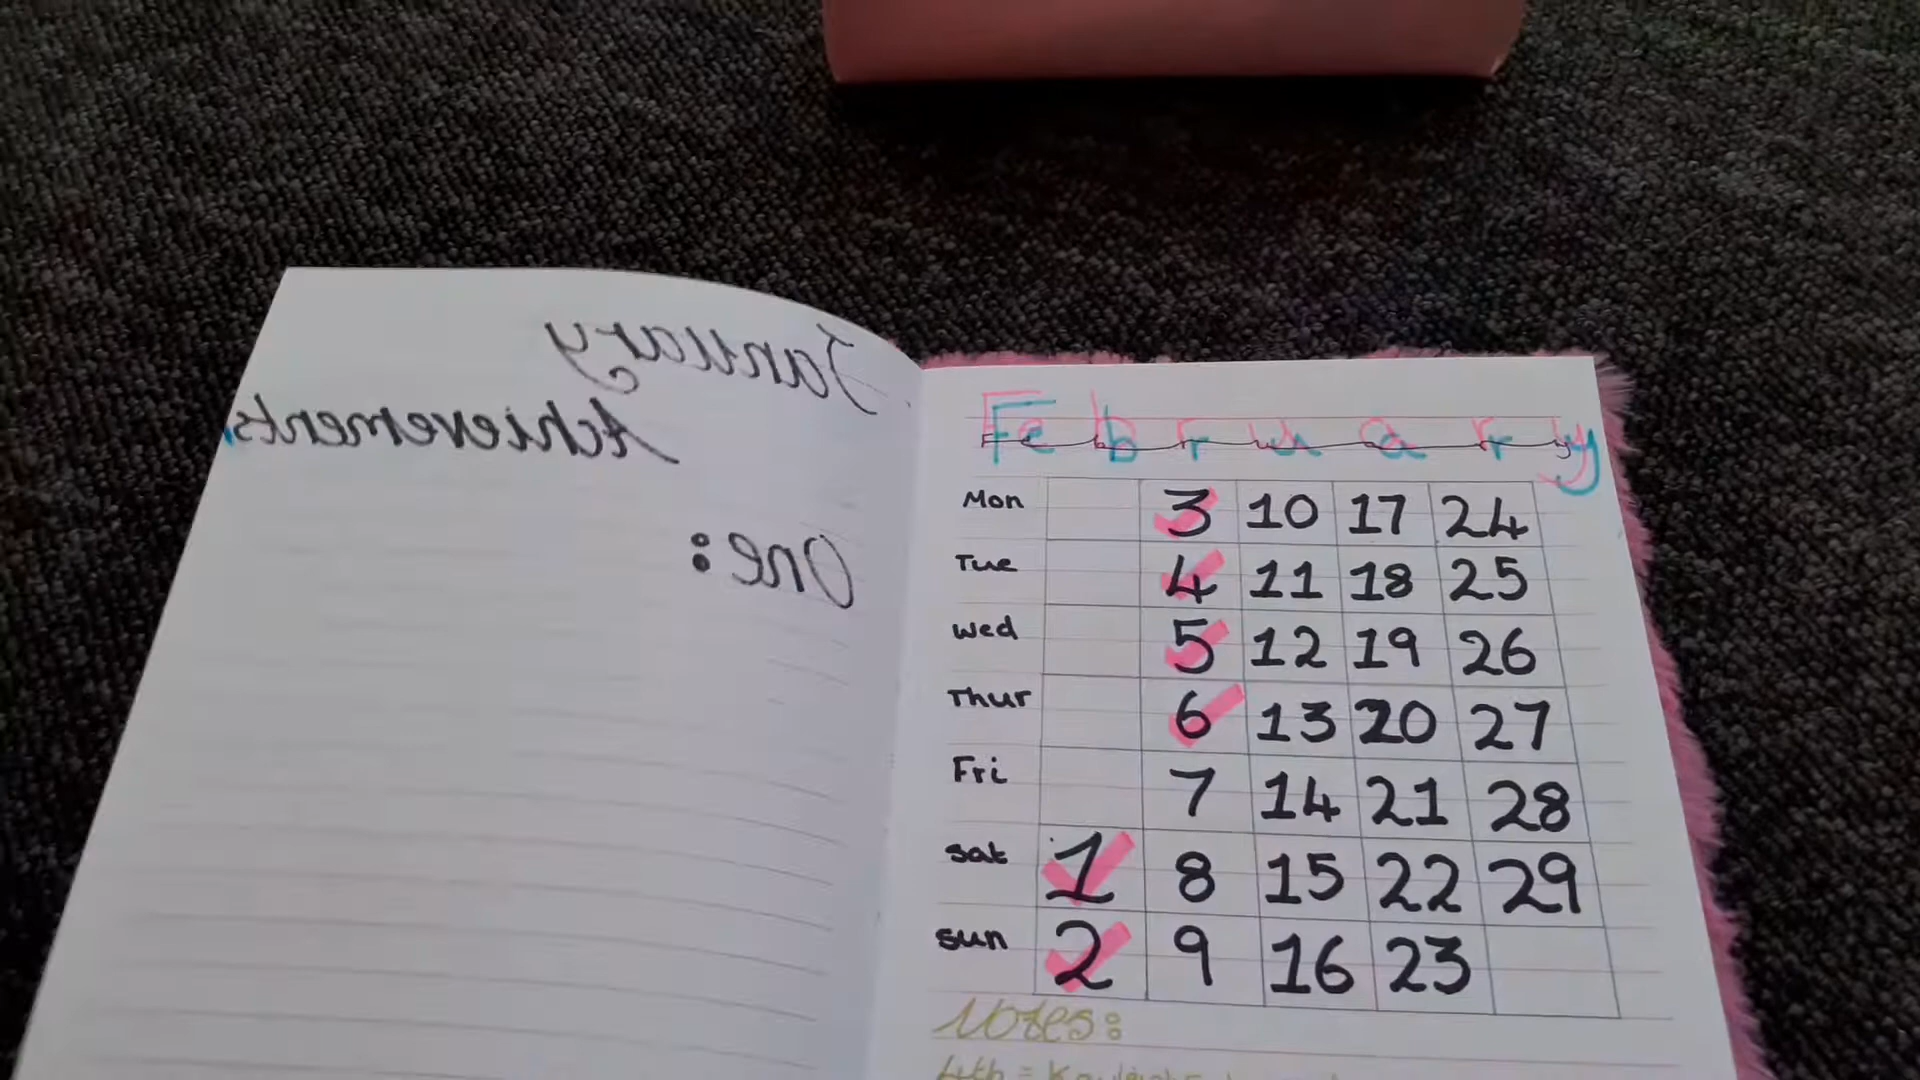 January
Achievements
One:
February
Mon 3 10 17 24
Tue 4 11 18 25
Wed 5 12 19 26
Thur 6 13 20 27
Fri 7 14 21 28
Sat 1 8 15 22 29
Sun 2 9 16 23
Notes:
4th =